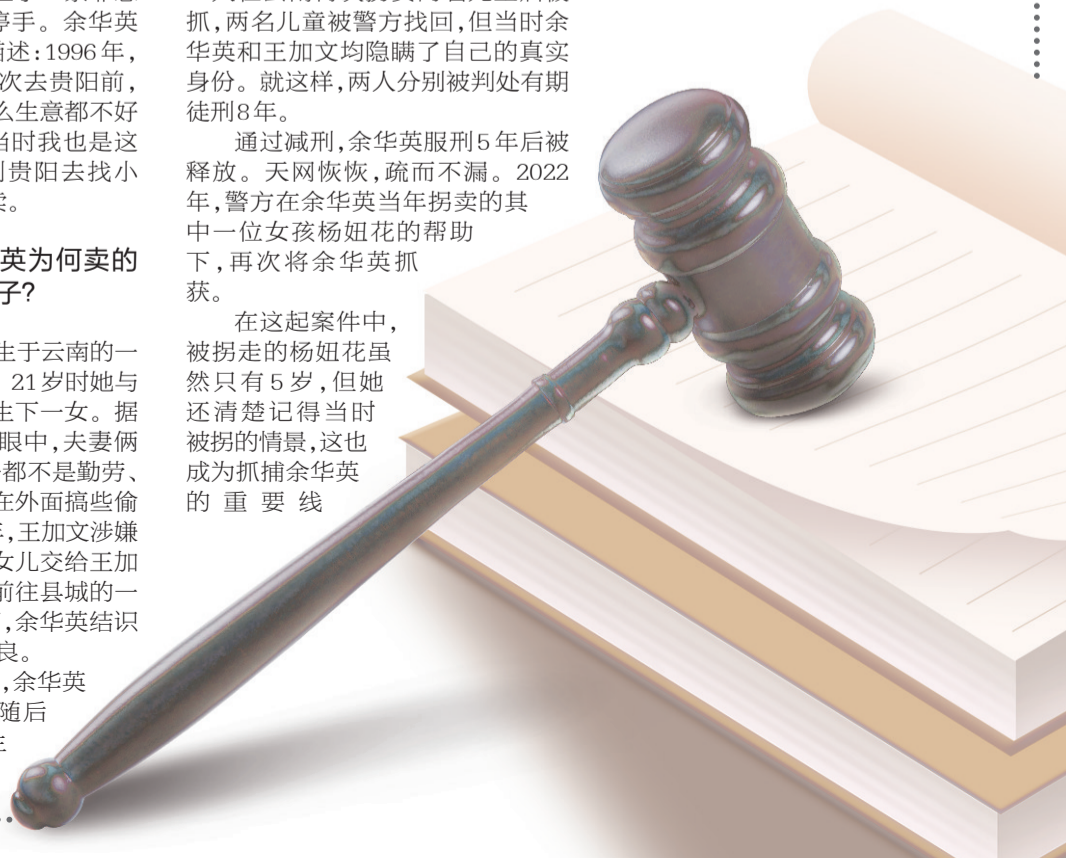 停手。余华英
述：1996年，
次去贵阳前，
么生意都不好
当时我也是这
贵阳去找小
卖。
英为何卖的
子？
生于云南的一
21岁时她与
生下一女。据
眼中，夫妻俩
都不是勤劳、
在外面搞些偷
，王加文涉嫌
女儿交给王加
前往县城的一
，余华英结识
良。
，余华英
随后
抓，两名儿童被警方找回，但当时余
华英和王加文均隐瞒了自己的真实
身份。就这样，两人分别被判处有期
徒刑8年。
通过减刑，余华英服刑5年后被
释放。天网恢恢，疏而不漏。2022
年，警方在余华英当年拐卖的其
中一位女孩杨妞花的帮助
下，再次将余华英抓
获。
在这起案件中，
被拐走的杨妞花虽
然只有5岁，但她
还清楚记得当时
被拐的情景，这也
成为抓捕余华英
的重要线